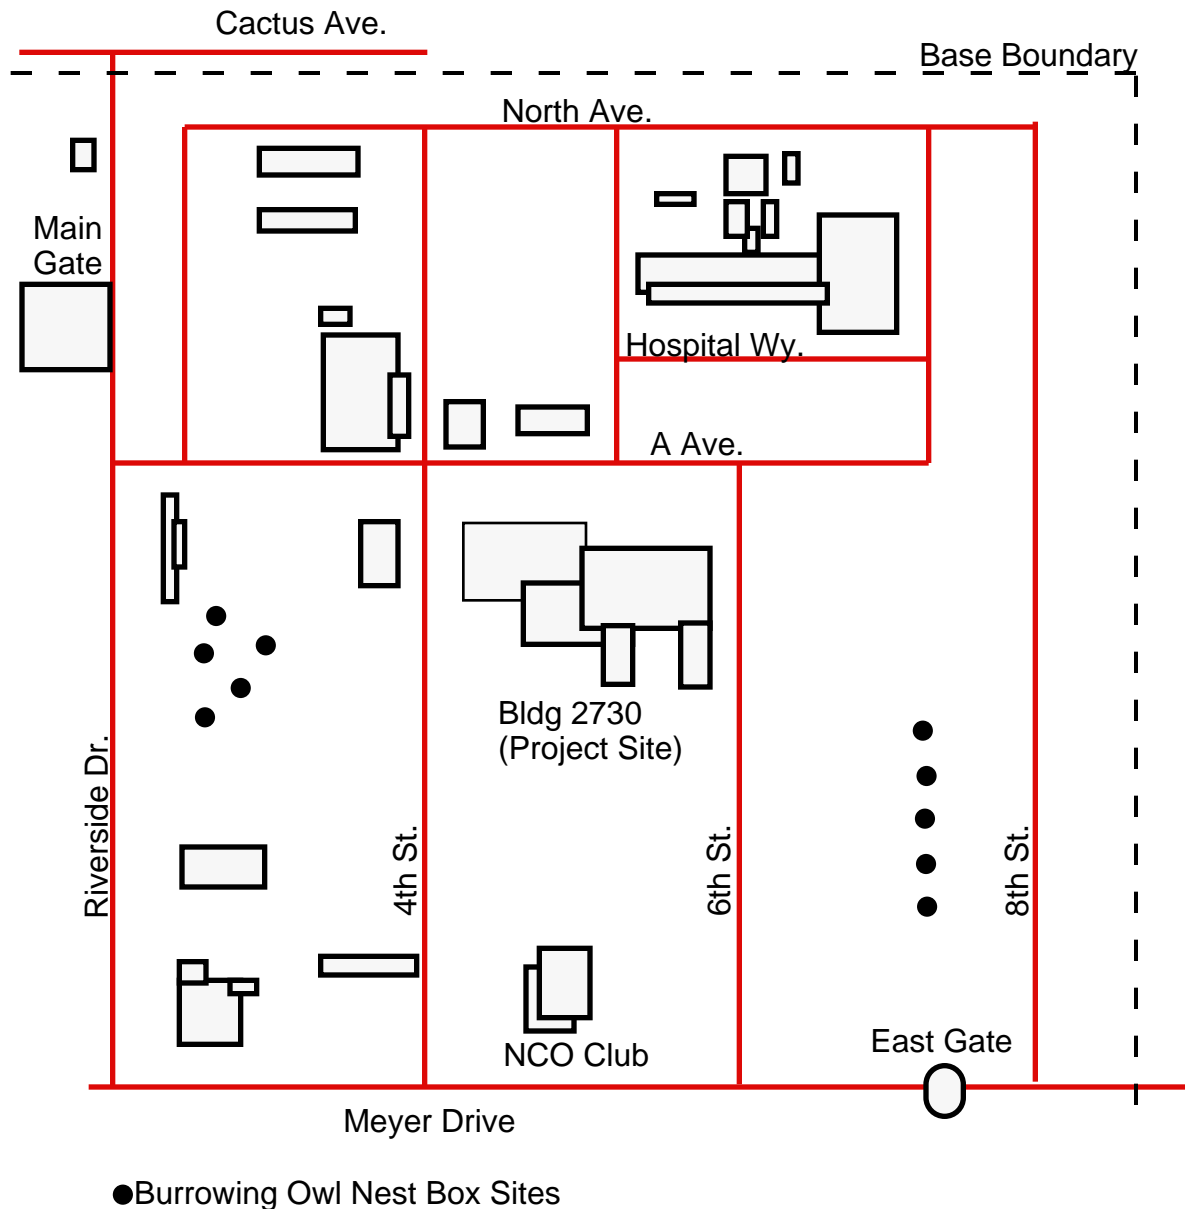 Cactus Ave.
Base Boundary
North Ave.
Main
Gate
Hospital Wy.
A Ave.
Bldg 2730
(Project Site)
Riverside Dr.
4th St.
6th St.
8th St.
NCO Club
East Gate
Meyer Drive
Burrowing Owl Nest Box Sites